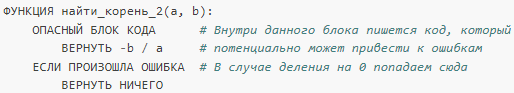 ФУНКЦИЯ найти_корень_2(a, b):
ОПАСНЫЙ БЛОК КОДА # Внутри данного блока пишется код, который
ВЕРНУТЬ -b / a # потенциально может привести к ошибкам
ЕСЛИ ПРОИЗОШЛА ОШИБКА # В случае деления на 0 попадаем сюда
ВЕРНУТЬ НИЧЕГО